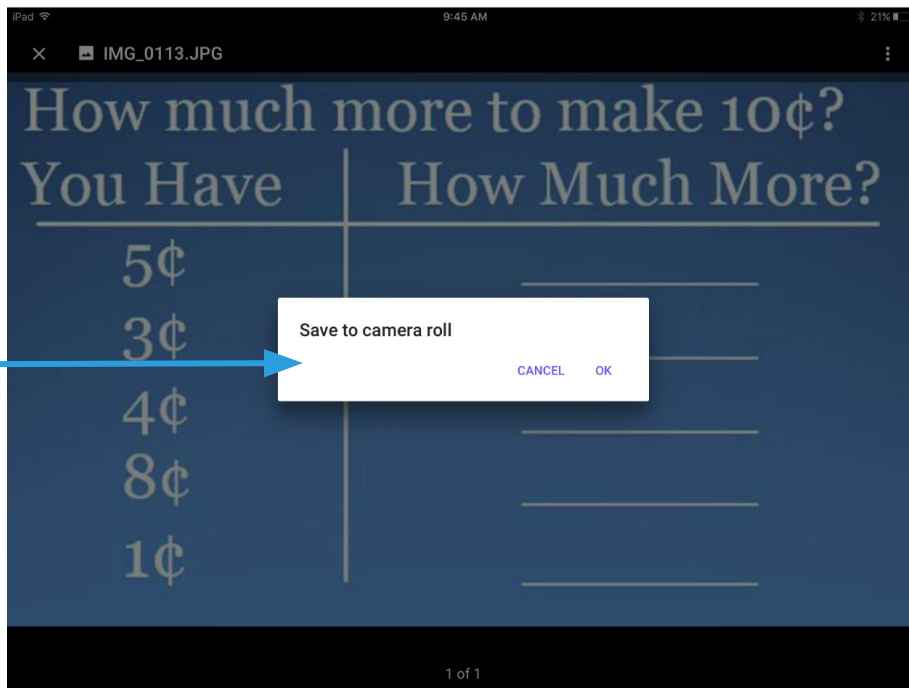 iPad 9:45 AM 21%
IMG_0113.JPG
How much more to make 10¢?
You Have How Much More?
5¢
3¢
Save to camera roll
CANCEL OK
4¢
8¢
1¢
1 of 1